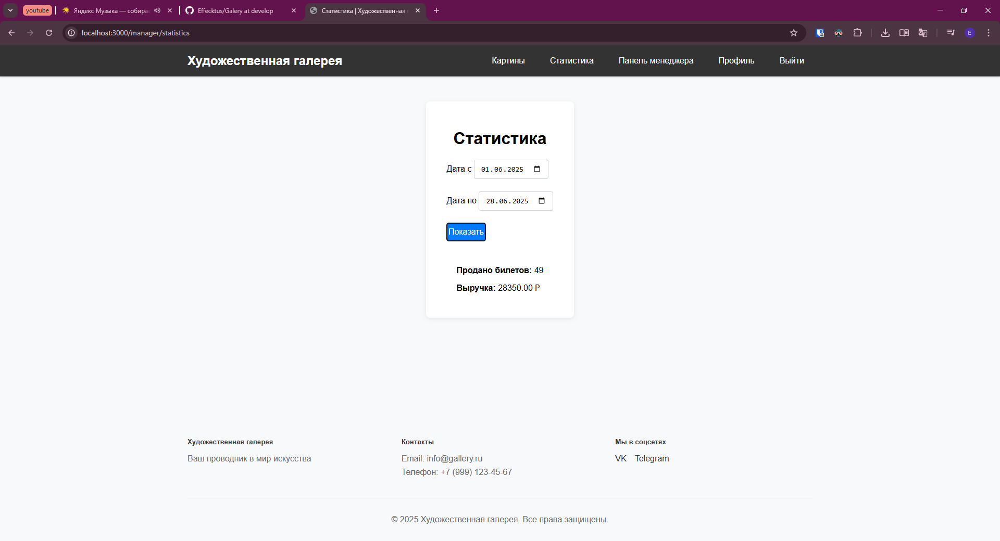 youtube
Яндекс Музыка — собирае
Effecktus/Galery at develop
Статистика | Художественная
localhost:3000/manager/statistics
E
Художественная галерея
Картины
Статистика
Панель менеджера
Профиль
Выйти
Статистика
Дата с 01.06.2025
Дата по 28.06.2025
Показать
Продано билетов: 49
Выручка: 28350.00 ₽
Художественная галерея
Ваш проводник в мир искусства
Контакты
Email: info@gallery.ru
Телефон: +7 (999) 123-45-67
Мы в соцсетях
VK Telegram
© 2025 Художественная галерея. Все права защищены.